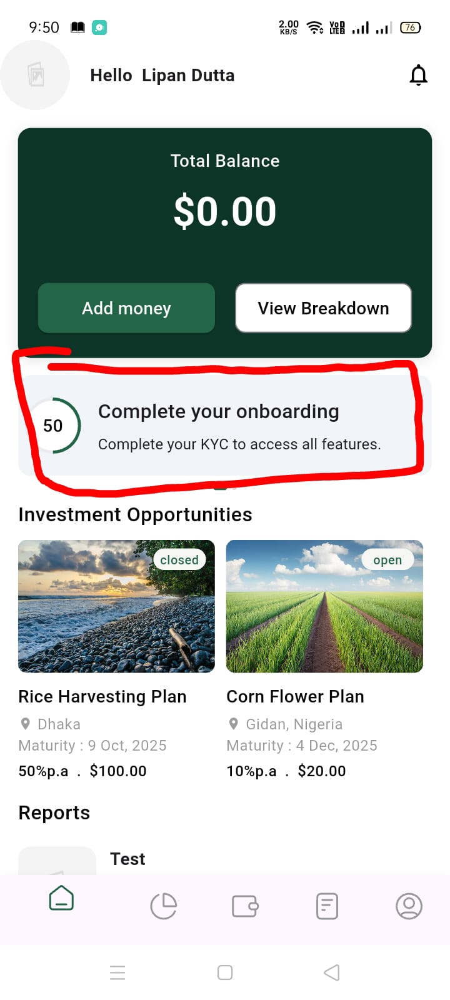 9:50
2.00
KB/S
Vo
LTE2
76
Hello  Lipan Dutta
Total Balance
$0.00
Add money
View Breakdown
50
Complete your onboarding
Complete your KYC to access all features.
Investment Opportunities
closed
open
Rice Harvesting Plan
Corn Flower Plan
Dhaka
Gidan, Nigeria
Maturity : 9 Oct, 2025
Maturity : 4 Dec, 2025
50%p.a . $100.00
10%p.a . $20.00
Reports
Test